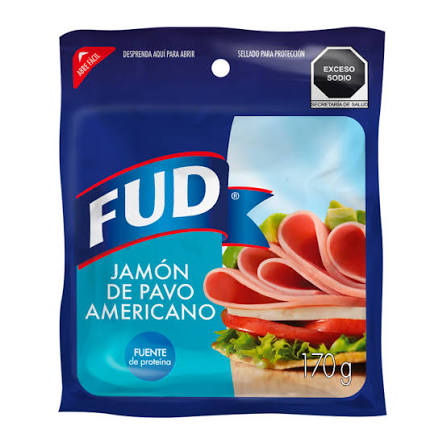 ABRE FÁCIL
DESPRENDA AQUÍ PARA ABRIR
SELLADO PARA PROTECCIÓN
EXCESO
SODIO
SECRETARÍA DE SALUD
FUD®
JAMÓN
DE PAVO
AMERICANO
FUENTE
de proteína
170 g